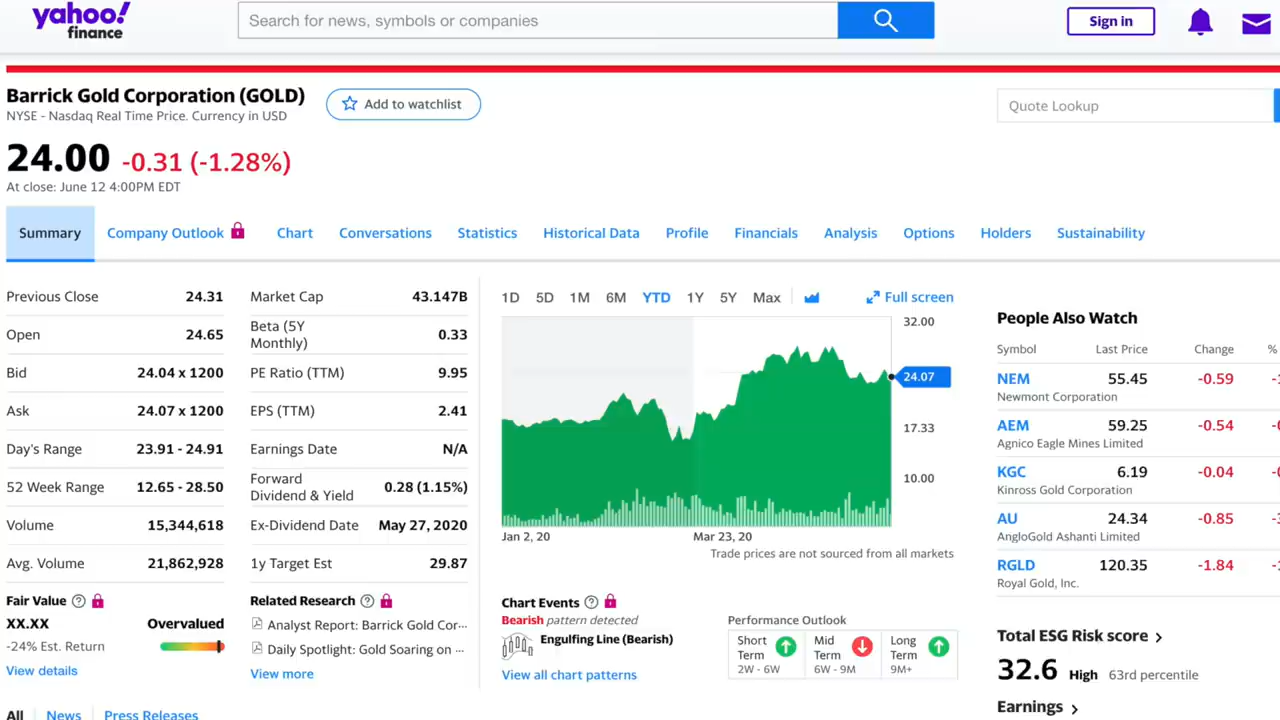 yahoo!
finance
Search for news, symbols or companies
Sign in
Barrick Gold Corporation (GOLD)
NYSE - Nasdaq Real Time Price. Currency in USD
Add to watchlist
Quote Lookup
24.00 -0.31 (-1.28%)
At close: June 12 4:00PM EDT
Summary Company Outlook Chart Conversations Statistics Historical Data Profile Financials Analysis Options Holders Sustainability
Previous Close 24.31
Open 24.65
Bid 24.04 x 1200
Ask 24.07 x 1200
Day's Range 23.91 - 24.91
52 Week Range 12.65 - 28.50
Volume 15,344,618
Avg. Volume 21,862,928
Market Cap 43.147B
Beta (5Y
Monthly) 0.33
PE Ratio (TTM) 9.95
EPS (TTM) 2.41
Earnings Date N/A
Forward
Dividend & Yield 0.28 (1.15%)
Ex-Dividend Date May 27, 2020
1y Target Est 29.87
Fair Value ?
XX.XX Overvalued
-24% Est. Return
View details
Related Research ?
Analyst Report: Barrick Gold Cor...
Daily Spotlight: Gold Soaring on ...
View more
1D 5D 1M 6M YTD 1Y 5Y Max Full screen
32.00
24.07
17.33
10.00
Jan 2, 20 Mar 23, 20
Trade prices are not sourced from all markets
Chart Events ?
Bearish pattern detected
Engulfing Line (Bearish)
View all chart patterns
Performance Outlook
Short
Term
2W - 6W
Mid
Term
6W - 9M
Long
Term
9M+
People Also Watch
Symbol Last Price Change %
NEM 55.45 -0.59 -1
Newmont Corporation
AEM 59.25 -0.54
Agnico Eagle Mines Limited
KGC 6.19 -0.04
Kinross Gold Corporation
AU 24.34 -0.85
AngloGold Ashanti Limited
RGLD 120.35 -1.84 -1
Royal Gold, Inc.
Total ESG Risk score
32.6 High 63rd percentile
Earnings
All News Press Releases